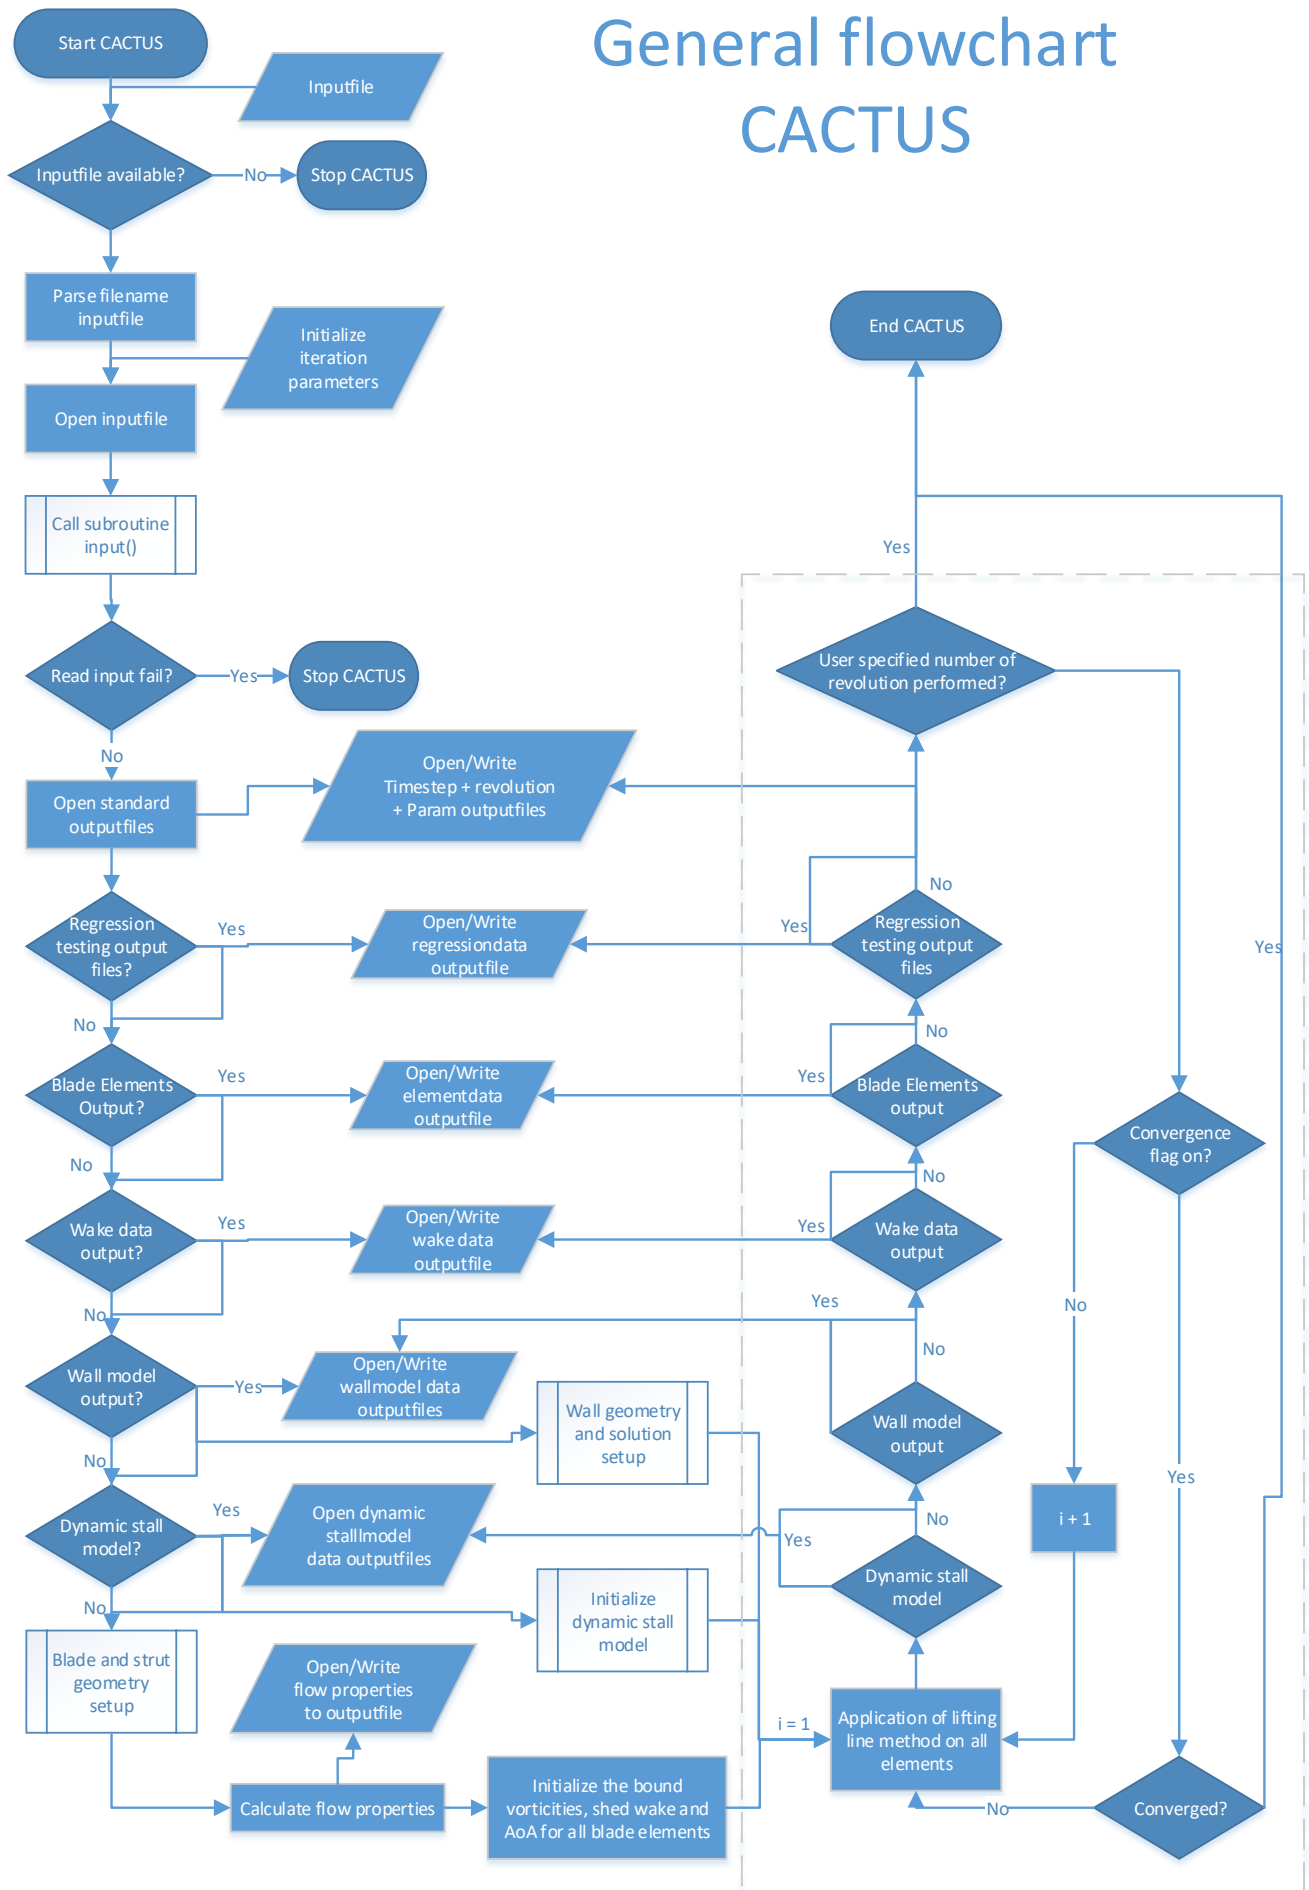 General flowchart
CACTUS
Start CACTUS
Inputfile
Inputfile available?
No
Stop CACTUS
Parse filename
inputfile
Initialize
iteration
parameters
Open inputfile
Call subroutine
input()
Read input fail?
Yes
Stop CACTUS
No
Open standard
outputfiles
Open/Write
Timestep + revolution
+ Param outputfiles
Regression
testing output
files?
Yes
Open/Write
regressiondata
outputfile
No
Blade Elements
Output?
Yes
Open/Write
elementdata
outputfile
No
Wake data
output?
Yes
Open/Write
wake data
outputfile
No
Wall model
output?
Yes
Open/Write
wallmodel data
outputfiles
Wall geometry
and solution
setup
No
Dynamic stall
model?
Yes
Open dynamic
stalllmodel
data outputfiles
Initialize
dynamic stall
model
No
Blade and strut
geometry
setup
Open/Write
flow properties
to outputfile
Calculate flow properties
Initialize the bound
vorticities, shed wake and
AoA for all blade elements
i = 1
Application of lifting
line method on all
elements
Dynamic stall
model
Yes
No
Wall model
output
Yes
No
Wake data
output
Yes
No
Blade Elements
output
Yes
No
Regression
testing output
files
Yes
No
User specified number of
revolution performed?
Yes
End CACTUS
Convergence
flag on?
No
i + 1
Yes
Converged?
No
Yes